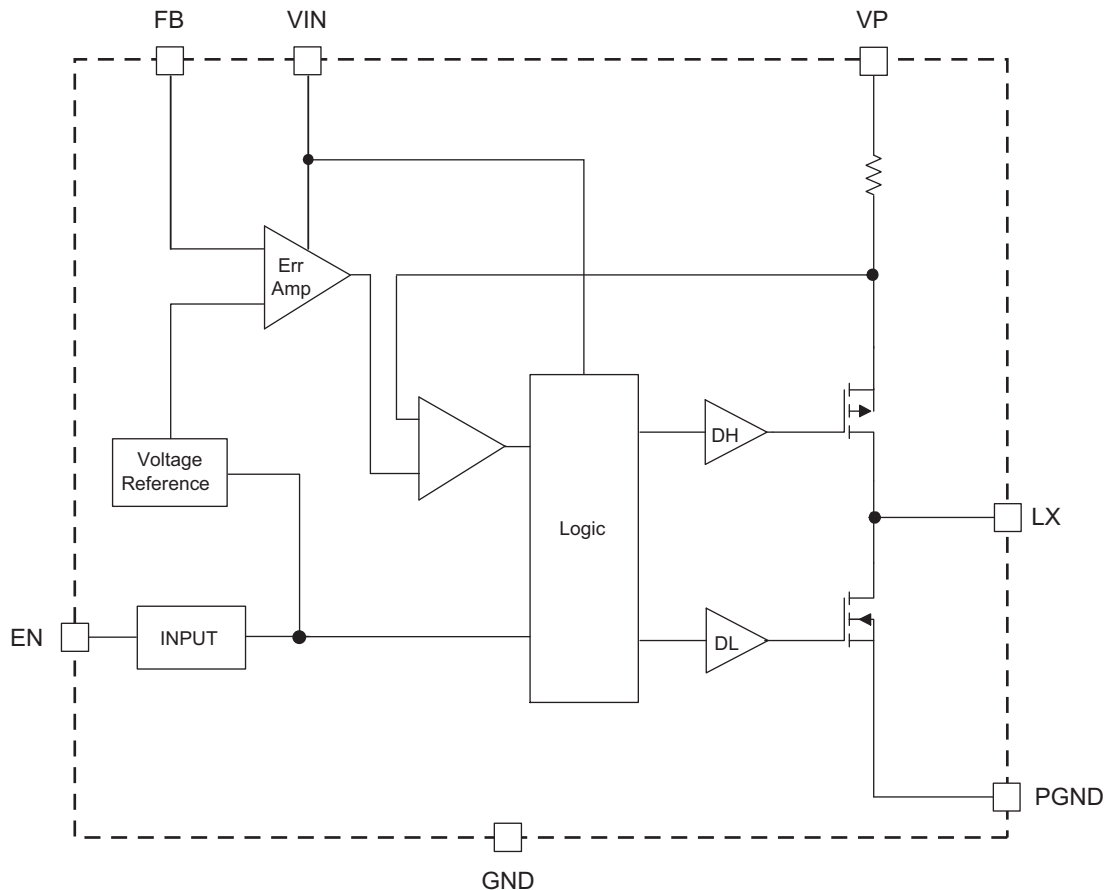 FB
VIN
VP
Err
Amp
DH
Voltage
Reference
Logic
LX
EN
INPUT
DL
PGND
GND